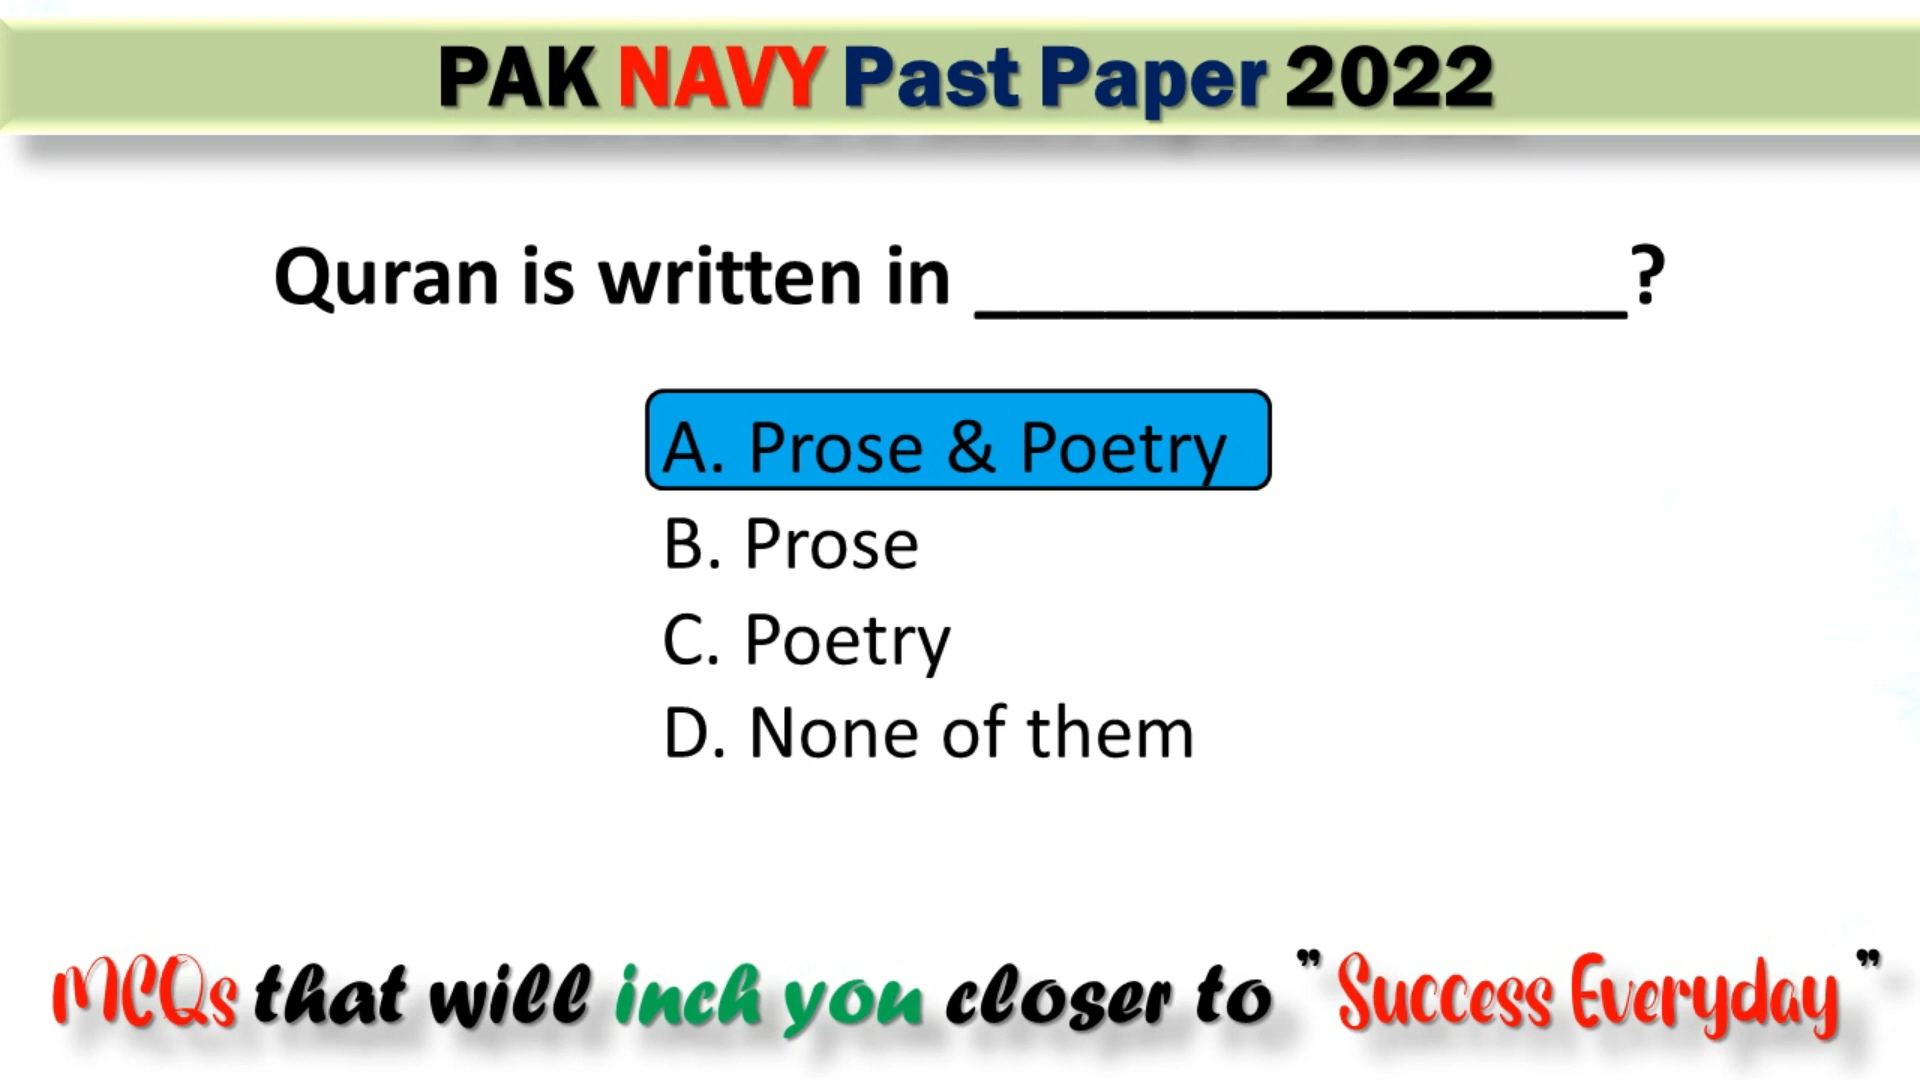 PAK NAVY Past Paper 2022
Quran is written in _______________?
A. Prose & Poetry
B. Prose
C. Poetry
D. None of them
MCQs that will inch you closer to ” Success Everyday ”